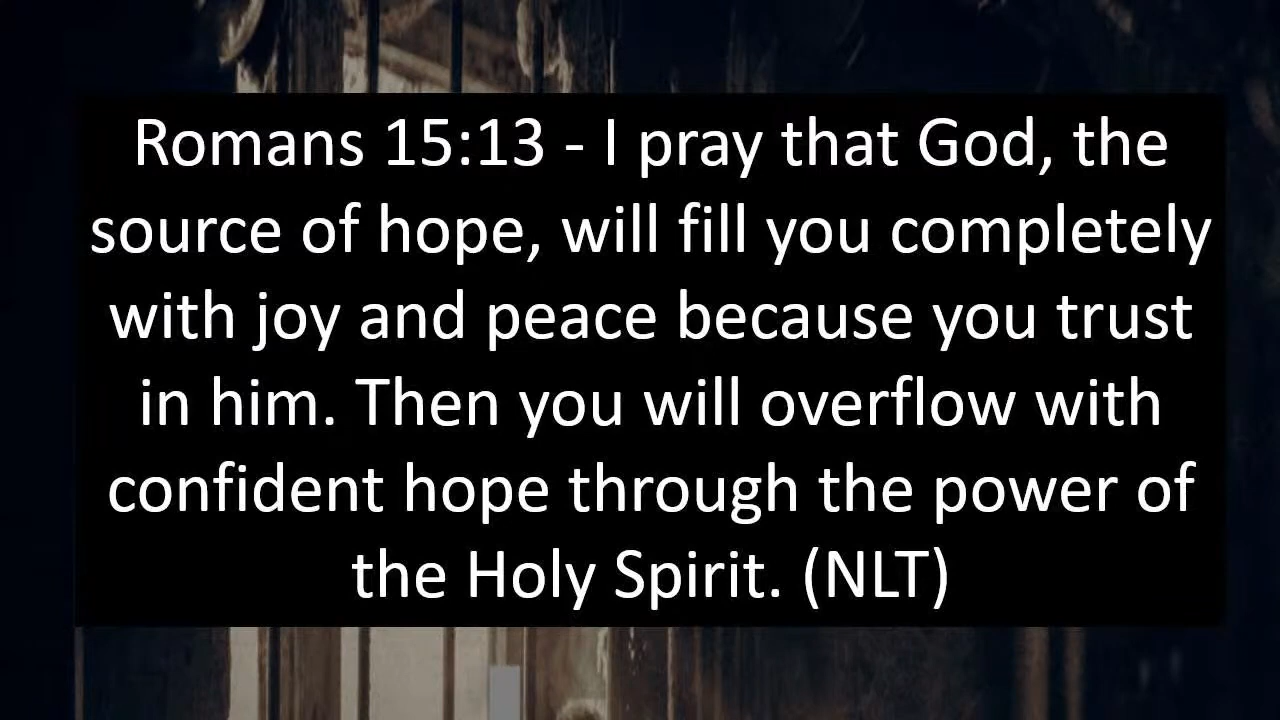 Romans 15:13 - I pray that God, the
source of hope, will fill you completely
with joy and peace because you trust
in him. Then you will overflow with
confident hope through the power of
the Holy Spirit. (NLT)